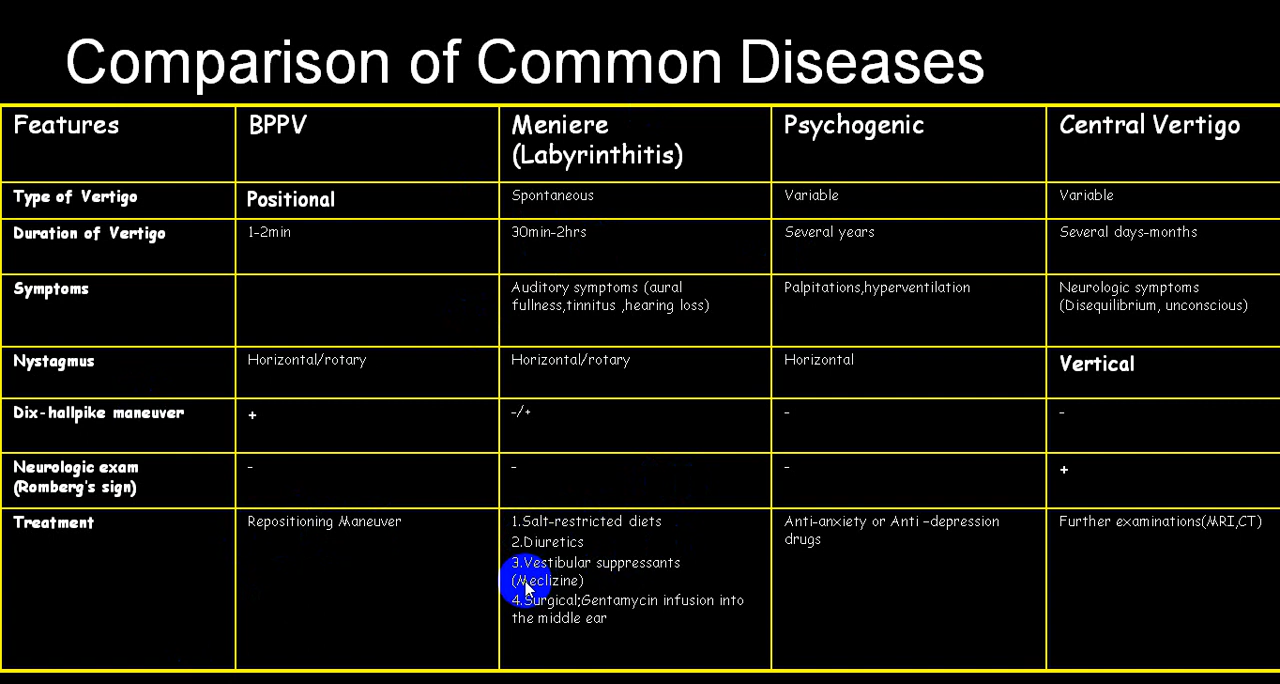 Comparison of Common Diseases
Features
BPPV
Meniere
(Labyrinthitis)
Psychogenic
Central Vertigo
Type of Vertigo
Positional
Spontaneous
Variable
Variable
Duration of Vertigo
1-2min
30min-2hrs
Several years
Several days-months
Symptoms
Auditory symptoms (aural
fullness,tinnitus ,hearing loss)
Palpitations,hyperventilation
Neurologic symptoms
(Disequilibrium, unconscious)
Nystagmus
Horizontal/rotary
Horizontal/rotary
Horizontal
Vertical
Dix-hallpike maneuver
+
-/+
-
-
Neurologic exam
(Romberg's sign)
-
-
-
+
Treatment
Repositioning Maneuver
1.Salt-restricted diets
2.Diuretics
3.Vestibular suppressants
(Meclizine)
4.Surgical;Gentamycin infusion into
the middle ear
Anti-anxiety or Anti –depression
drugs
Further examinations(MRI,CT)